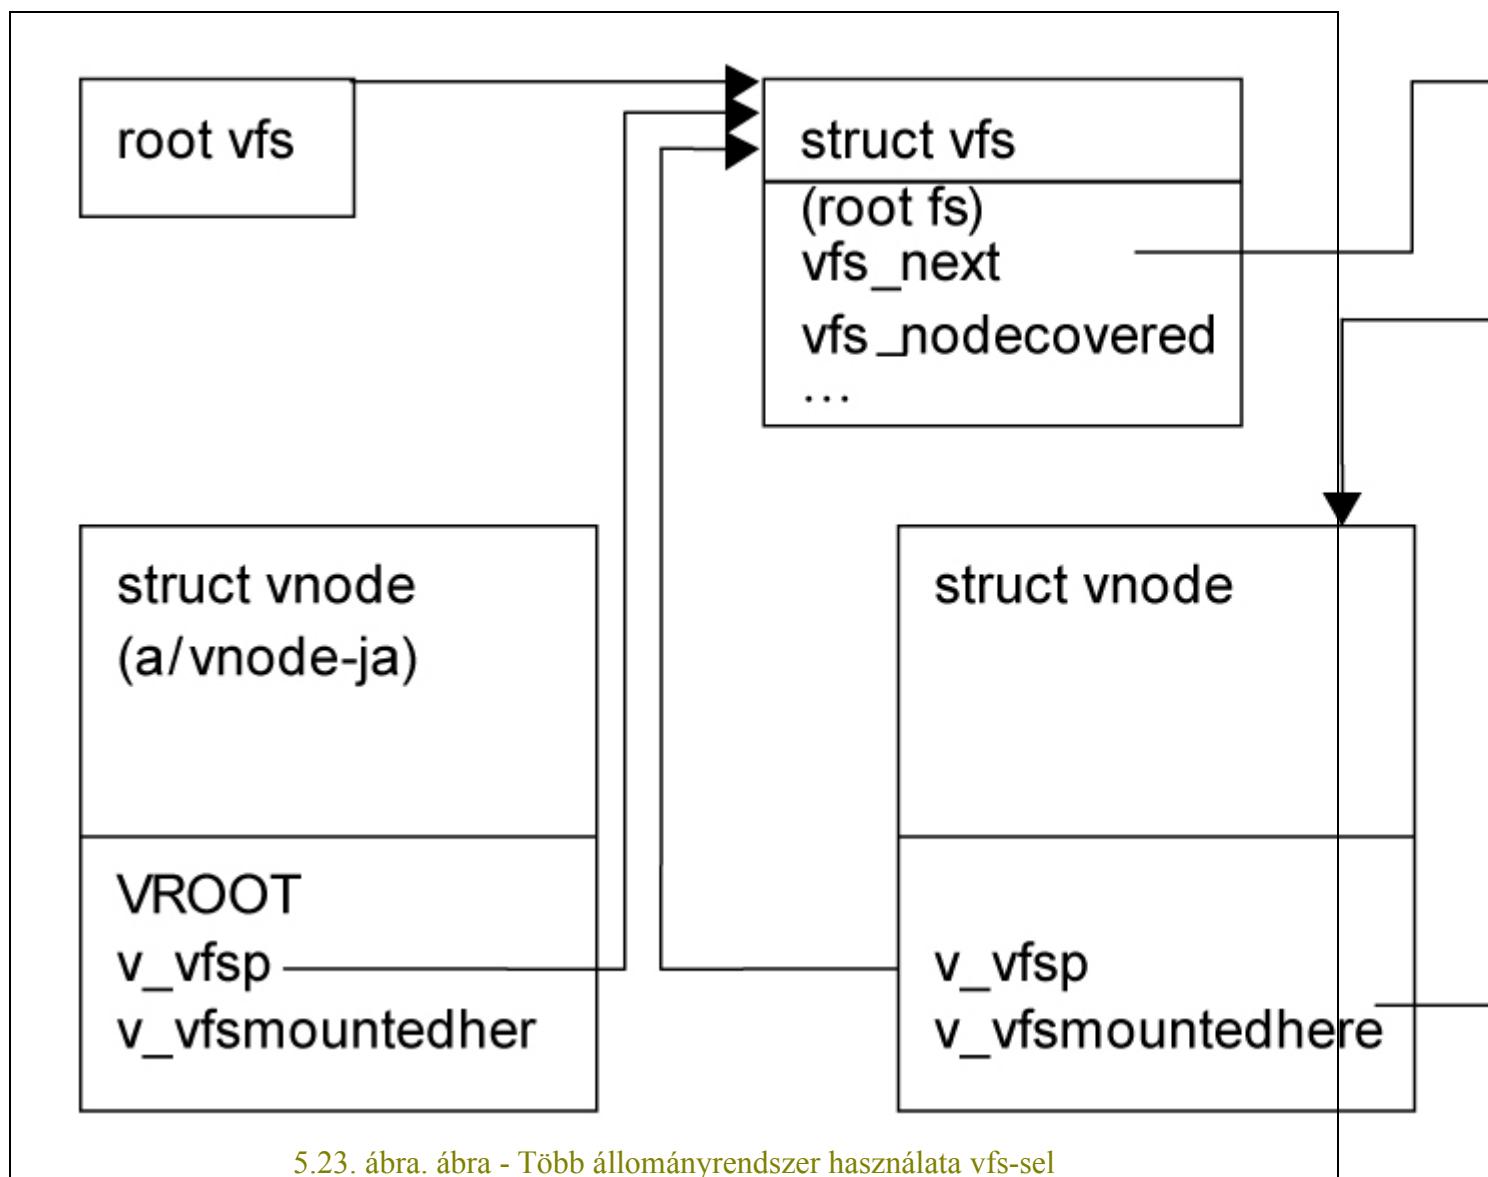 root vfs
struct vfs
(root fs)
vfs_next
vfs_nodecovered
...
struct vnode
(a/vnode-ja)
VROOT
v_vfsp
v_vfsmountedher
struct vnode
v_vfsp
v_vfsmountedhere
5.23. ábra. ábra - Több állományrendszer használata vfs-sel